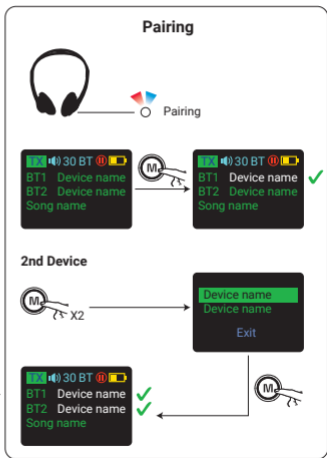 Pairing
Pairing
TX 30 BT
BT1 Device name
BT2 Device name
Song name
M
TX 30 BT
BT1 Device name
BT2 Device name
Song name
2nd Device
M X2
Device name
Device name
Exit
M
TX 30 BT
BT1 Device name
BT2 Device name
Song name